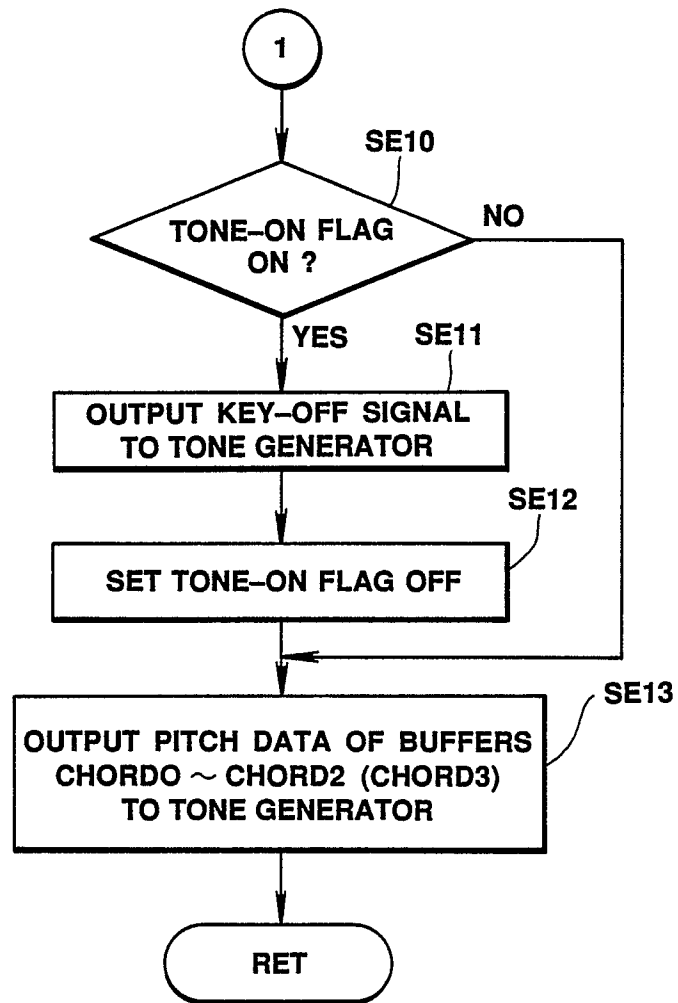 1
SE10
TONE–ON FLAG
ON ?
NO
YES
SE11
OUTPUT KEY–OFF SIGNAL
TO TONE GENERATOR
SE12
SET TONE–ON FLAG OFF
SE13
OUTPUT PITCH DATA OF BUFFERS
CHORD0 ~ CHORD2 (CHORD3)
TO TONE GENERATOR
RET